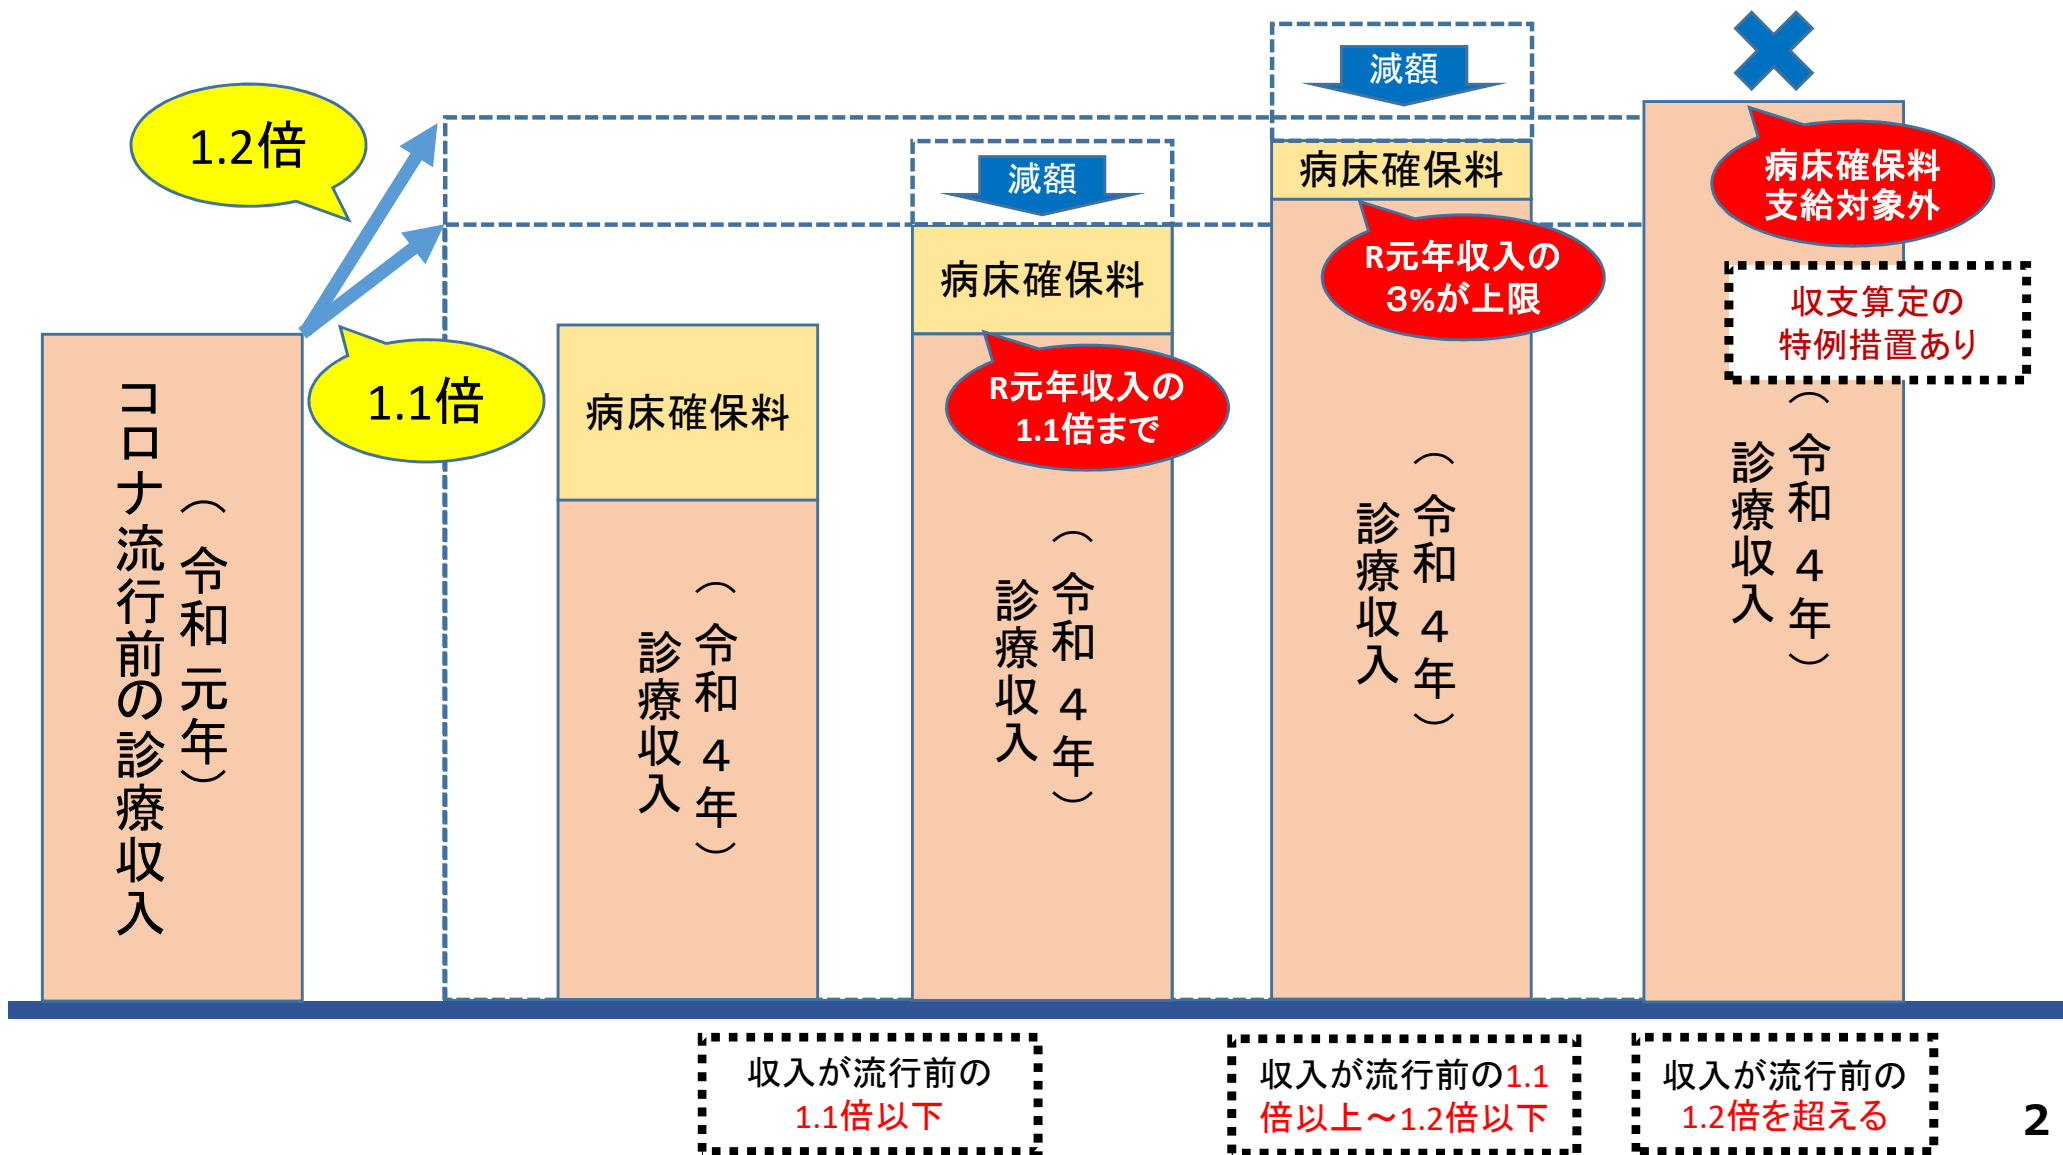 1.2倍
1.1倍
コロナ流行前の診療収入
（令和元年）
病床確保料
診療収入
（令和４年）
減額
病床確保料
R元年収入の
1.1倍まで
診療収入
（令和４年）
減額
病床確保料
R元年収入の
３%が上限
診療収入
（令和４年）
病床確保料
支給対象外
収支算定の
特例措置あり
診療収入
（令和４年）
収入が流行前の
1.1倍以下
収入が流行前の1.1
倍以上～1.2倍以下
収入が流行前の
1.2倍を超える
2